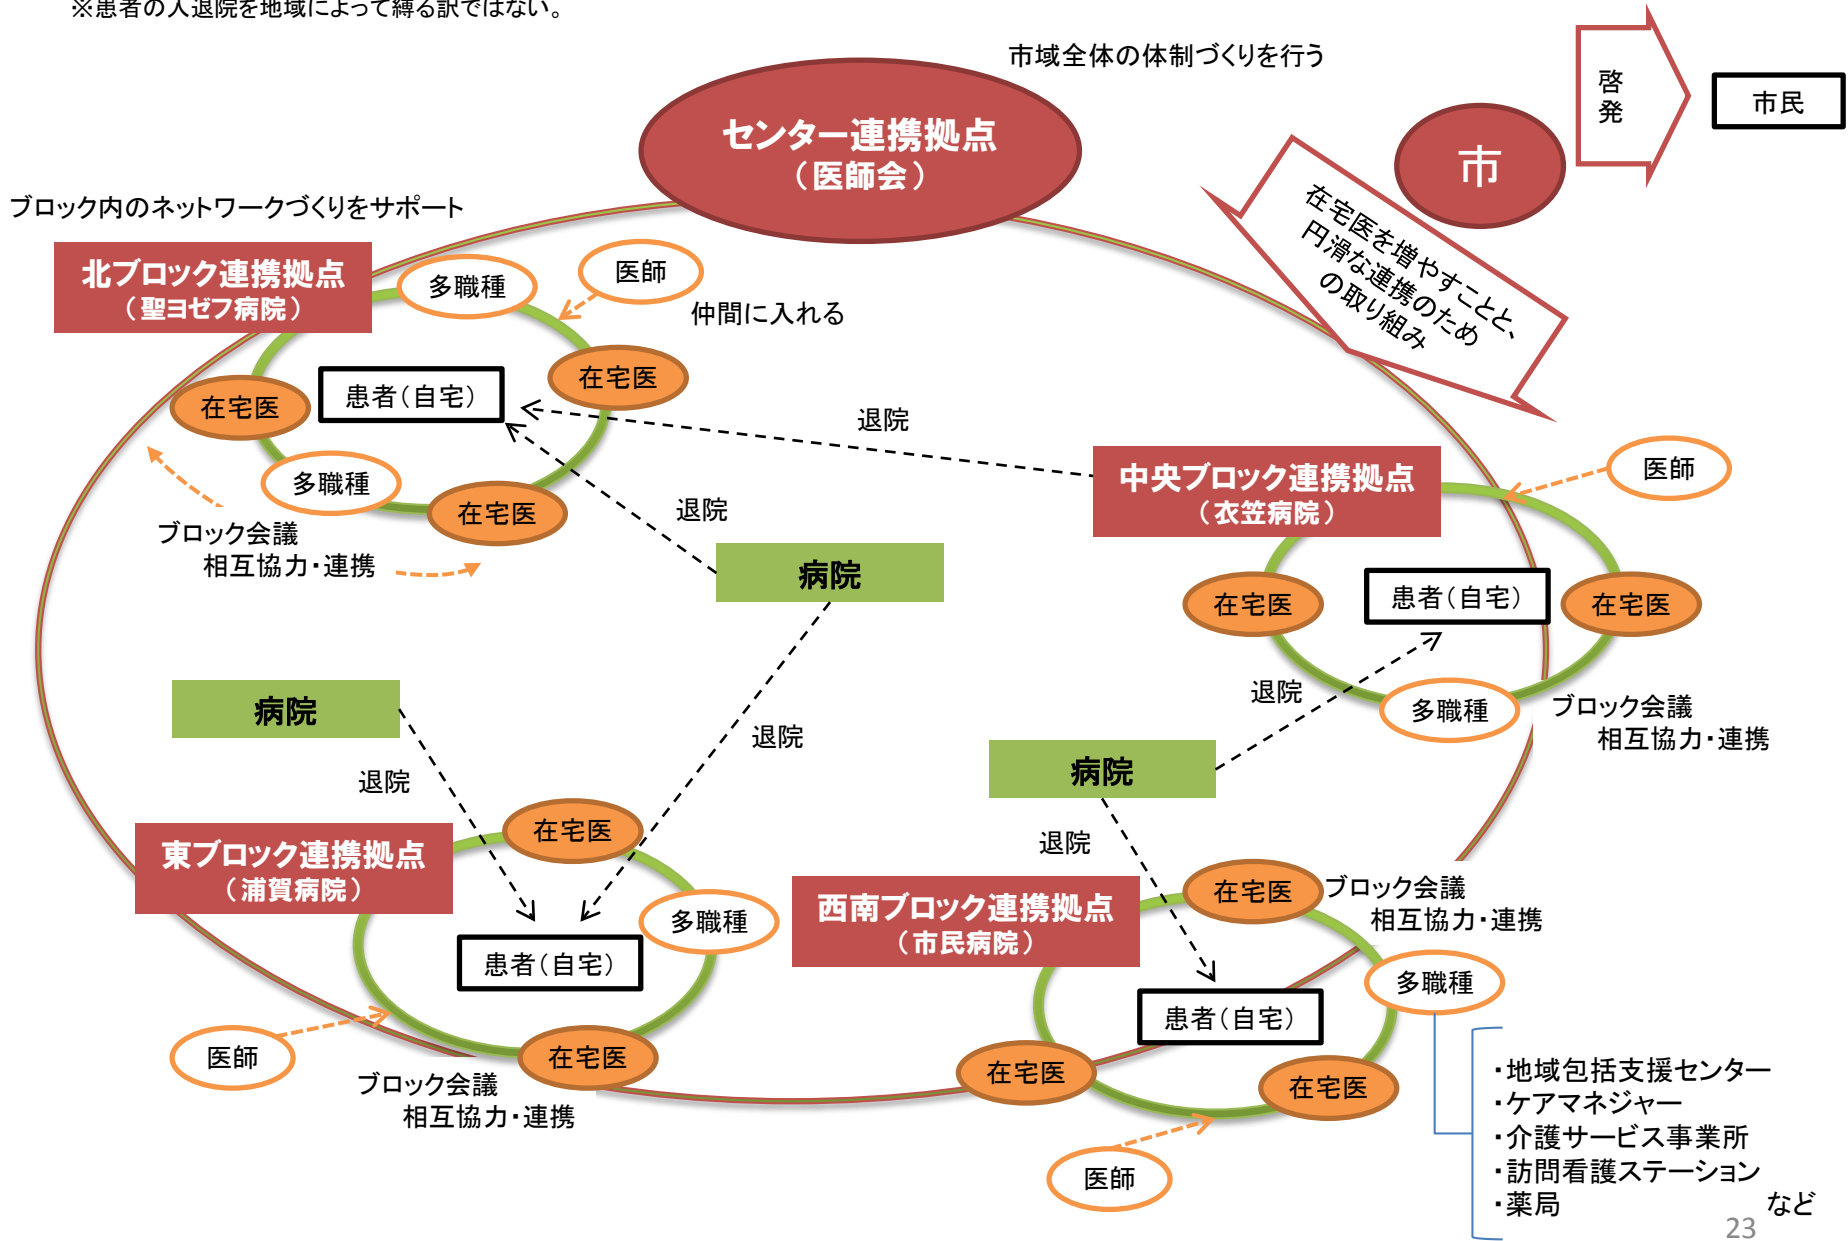 ※患者の入退院を地域によって縛る訳ではない。
市域全体の体制づくりを行う
センター連携拠点
（医師会）
市
啓発
市民
在宅医を増やすことと、
円滑な連携のため
の取り組み
ブロック内のネットワークづくりをサポート
北ブロック連携拠点
（聖ヨゼフ病院）
多職種
医師
仲間に入れる
在宅医
患者（自宅）
在宅医
多職種
在宅医
ブロック会議
相互協力・連携
退院
退院
中央ブロック連携拠点
（衣笠病院）
医師
在宅医
患者（自宅）
在宅医
多職種
ブロック会議
相互協力・連携
病院
退院
病院
退院
退院
病院
退院
東ブロック連携拠点
（浦賀病院）
在宅医
多職種
患者（自宅）
医師
在宅医
ブロック会議
相互協力・連携
西南ブロック連携拠点
（市民病院）
在宅医
ブロック会議
相互協力・連携
多職種
患者（自宅）
在宅医
在宅医
医師
・地域包括支援センター
・ケアマネジャー
・介護サービス事業所
・訪問看護ステーション
・薬局
など
23